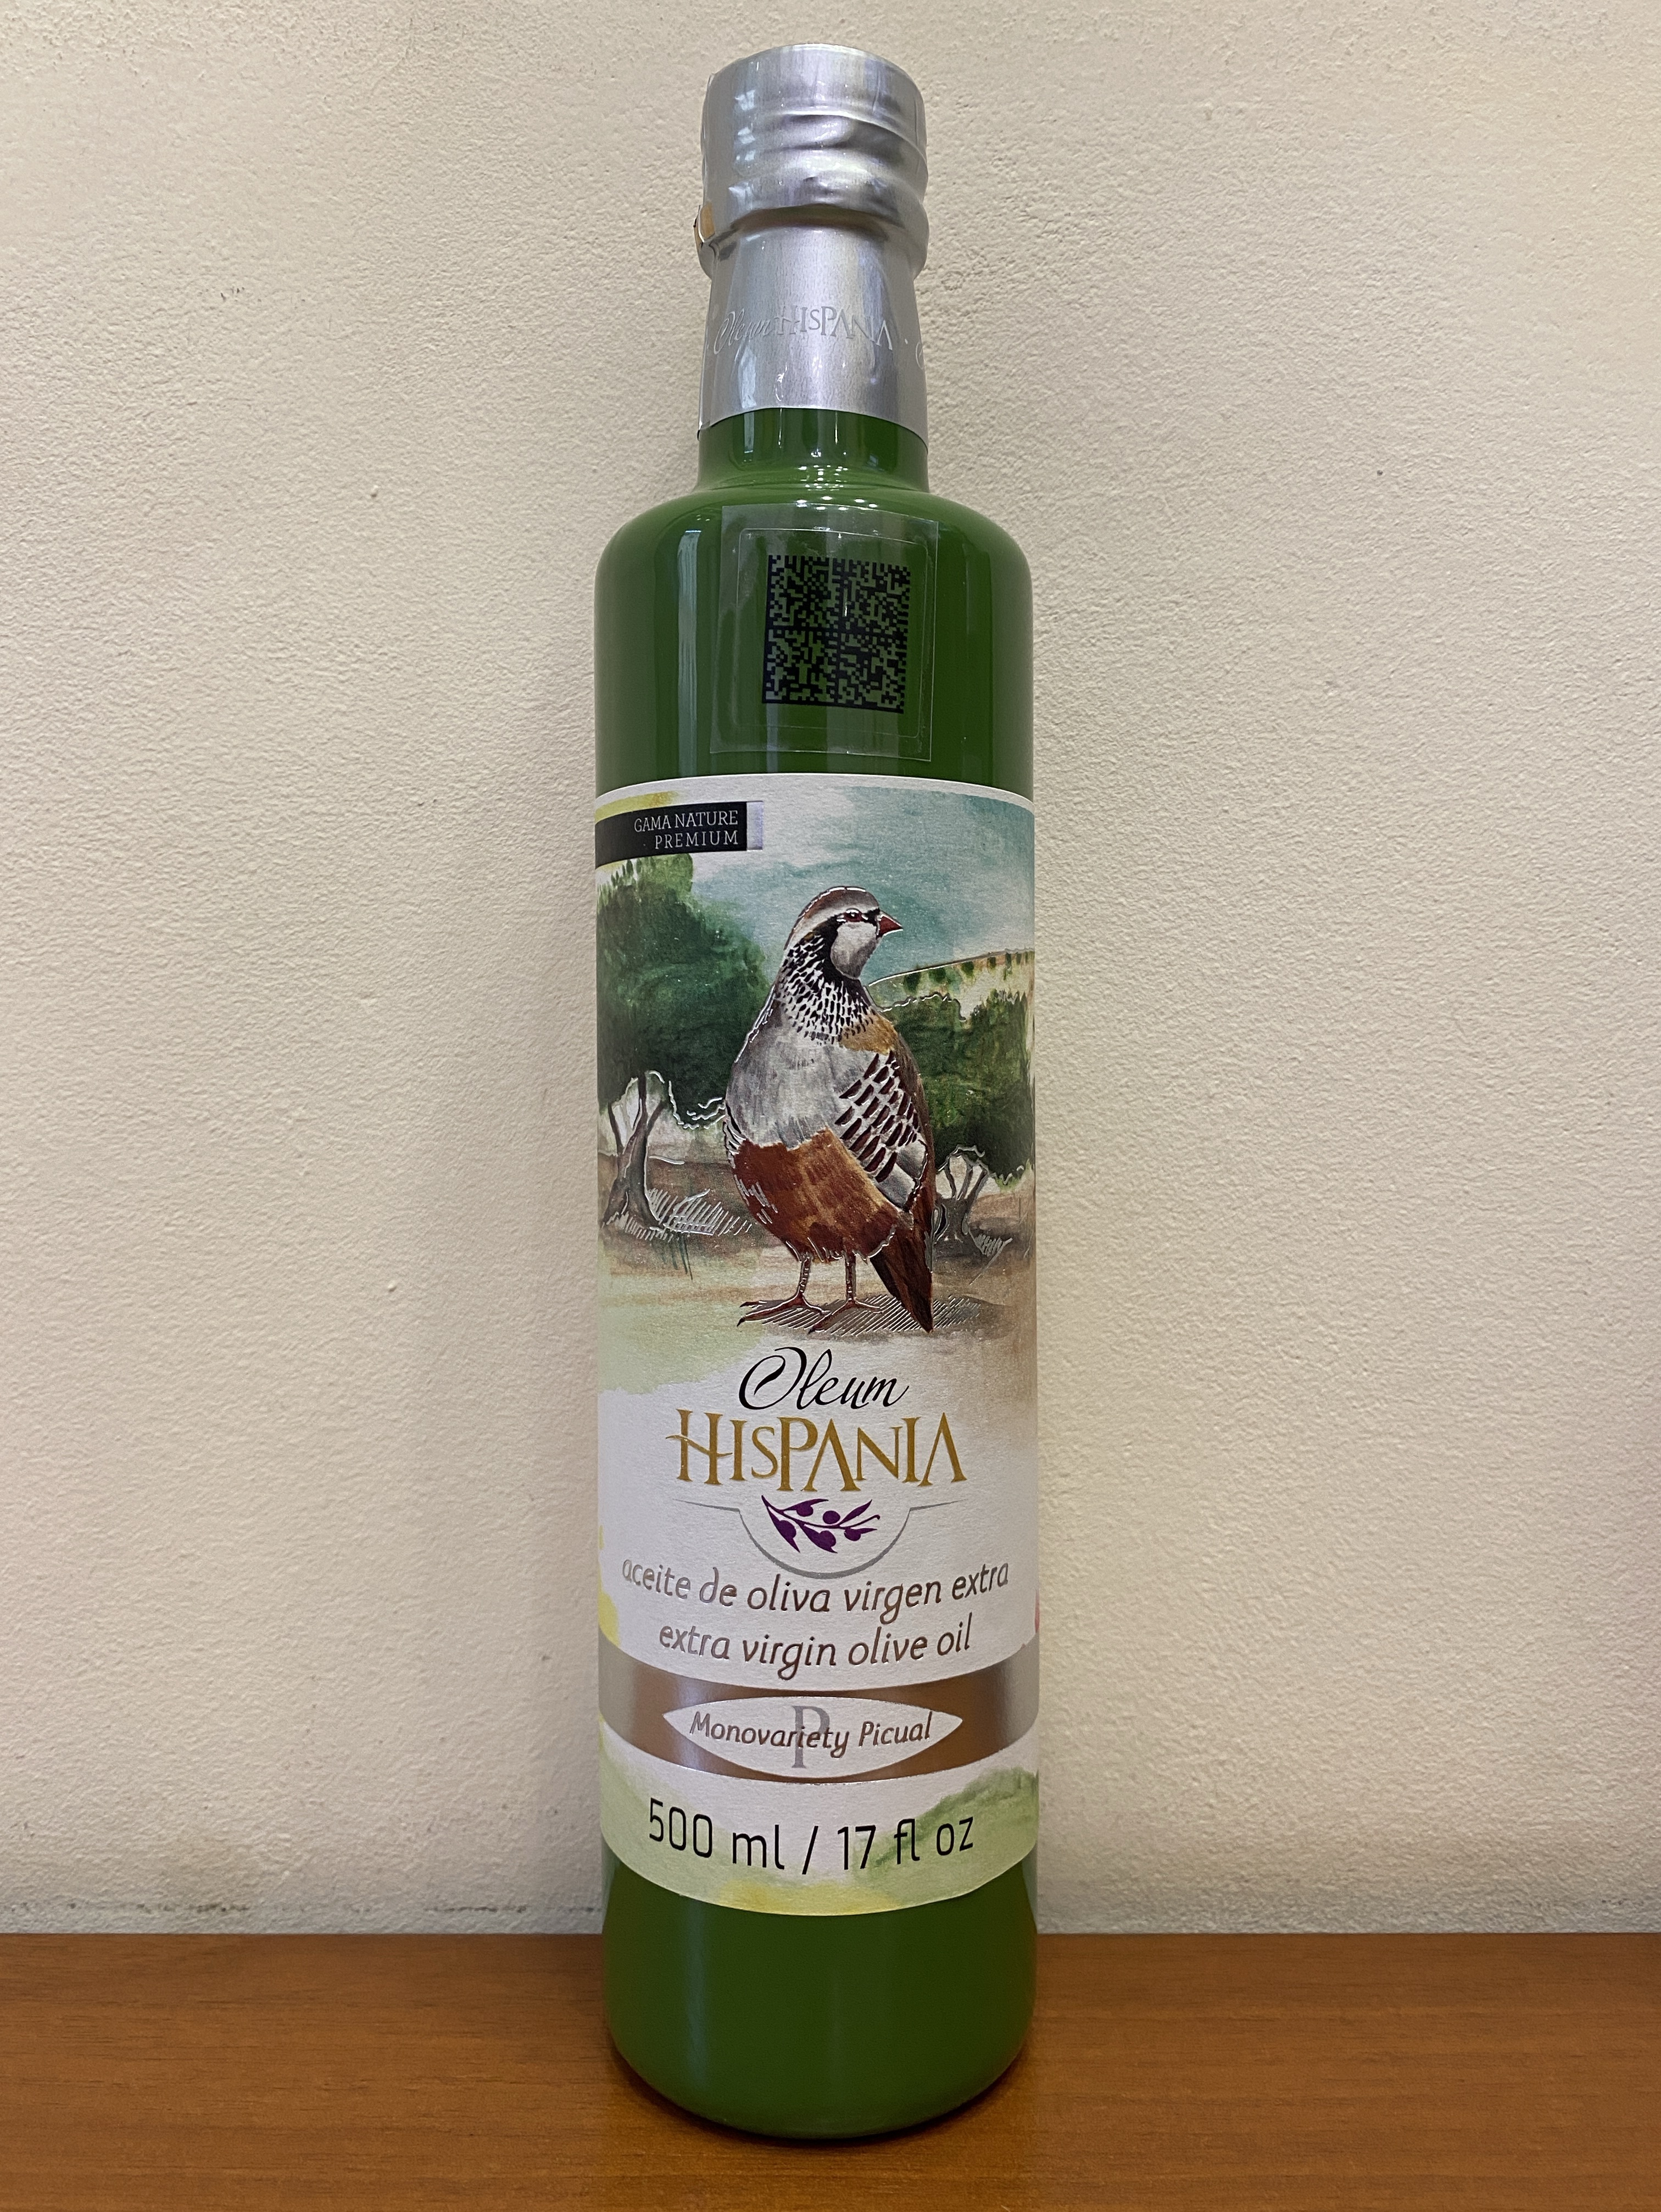 Oleum HISPANIA
GAMA NATURE
PREMIUM
Oleum
HISPANIA
aceite de oliva virgen extra
extra virgin olive oil
P
Monovariety Picual
500 ml / 17 fl oz